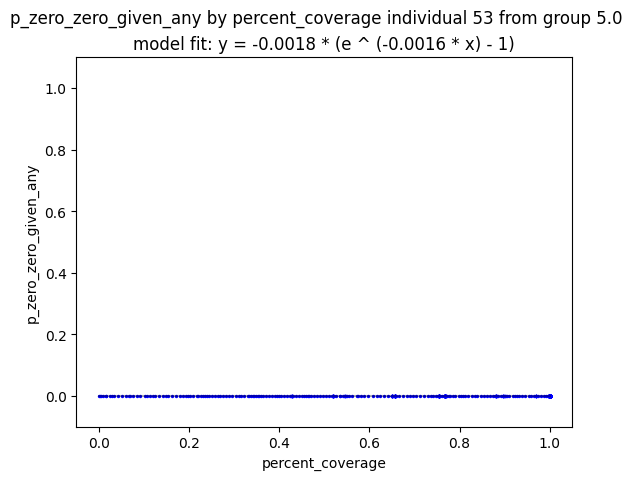 p_zero_zero_given_any by percent_coverage individual 53 from group 5.0
model fit: y = -0.0018 * (e ^ (-0.0016 * x) - 1)
1.0
0.8
0.6
0.4
0.2
0.0
p_zero_zero_given_any
0.0 0.2 0.4 0.6 0.8 1.0
percent_coverage